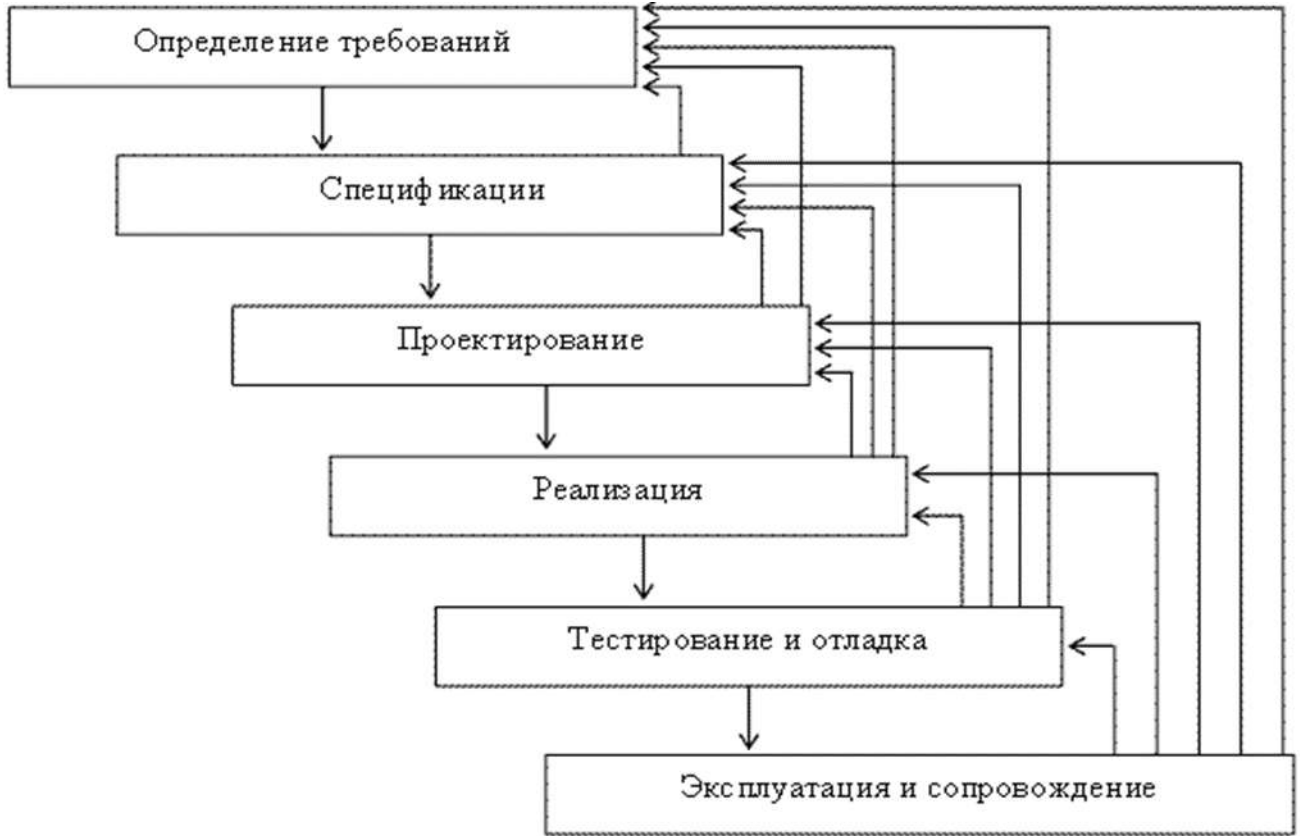 Определение требований
Спецификации
Проектирование
Реализация
Тестирование и отладка
Эксплуатация и сопровождение